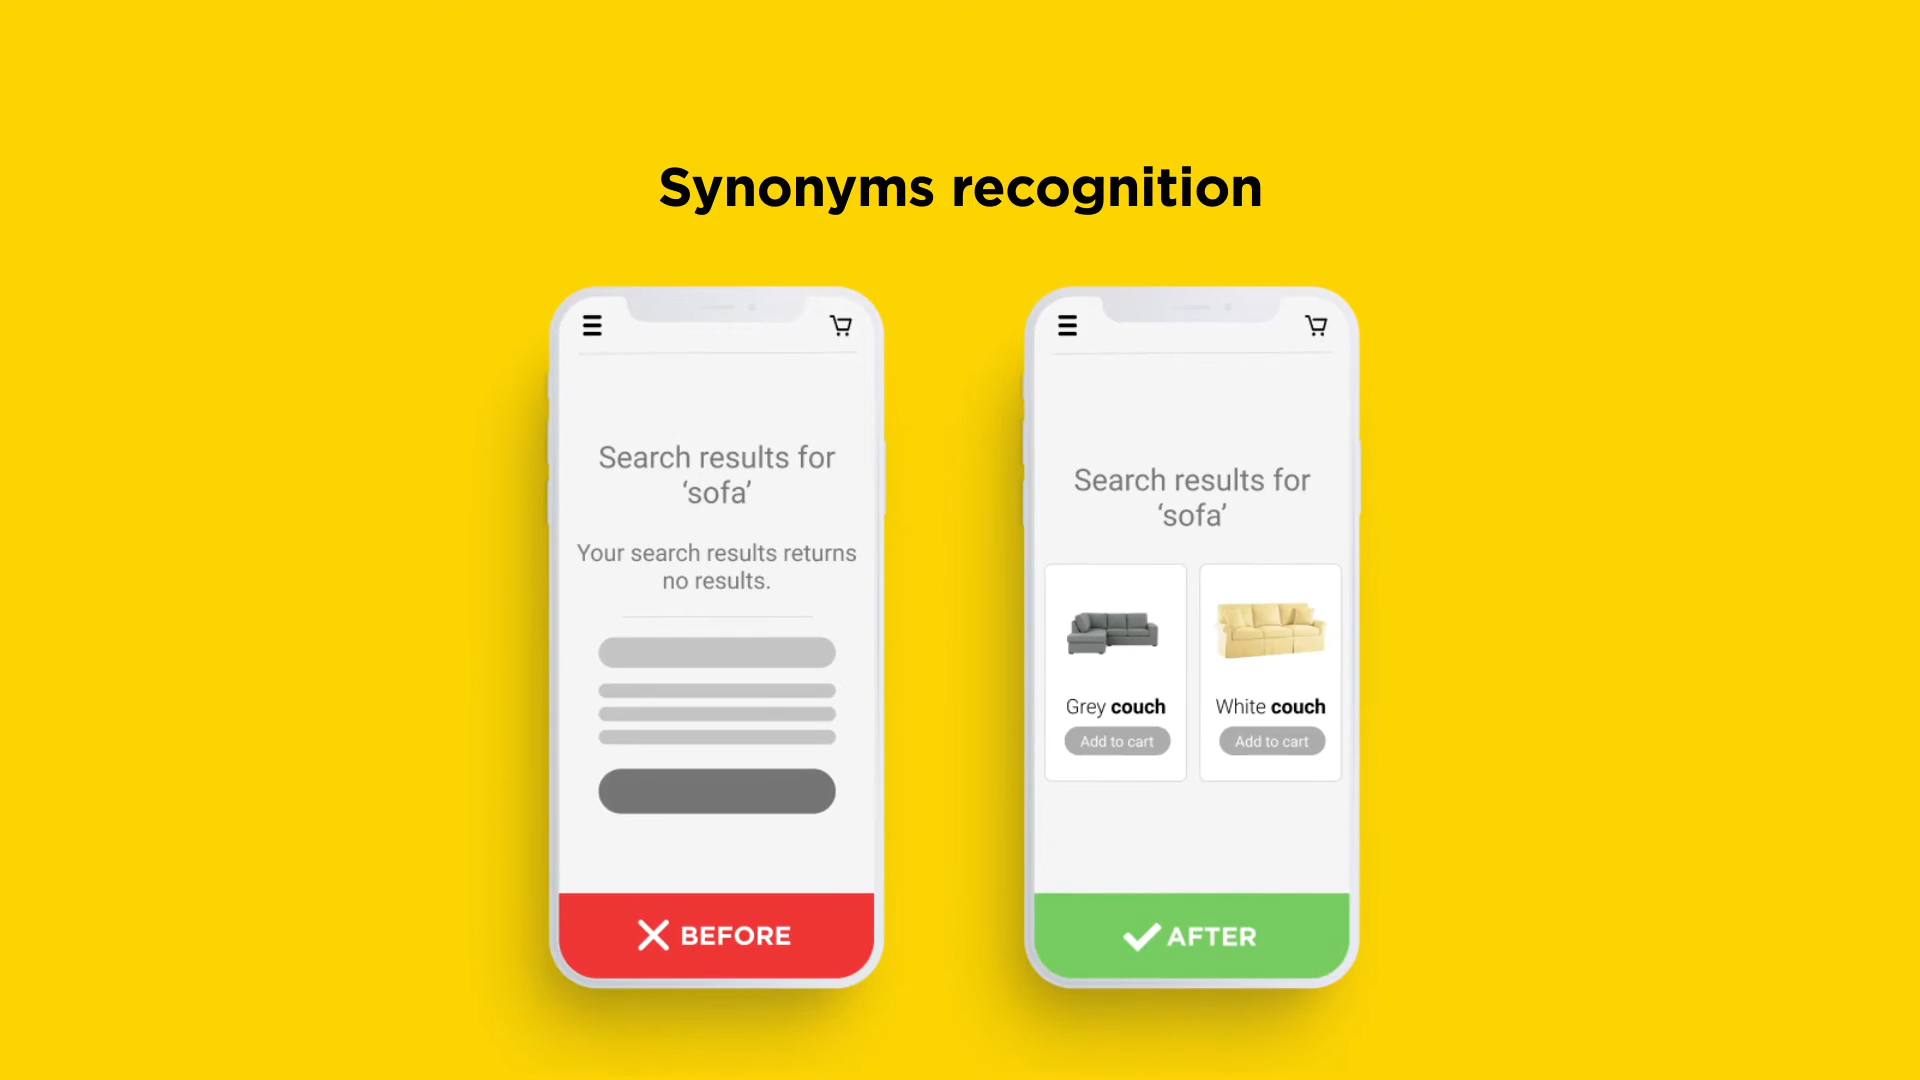 Synonyms recognition
Search results for
‘sofa’
Your search results returns
no results.
BEFORE
Search results for
‘sofa’
Grey couch
Add to cart
White couch
Add to cart
AFTER